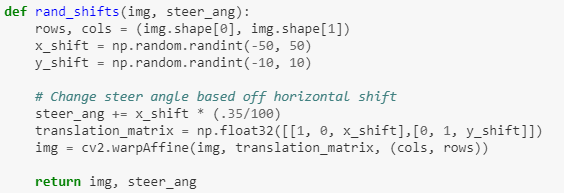 def rand_shifts(img, steer_ang):
    rows, cols = (img.shape[0], img.shape[1])
    x_shift = np.random.randint(-50, 50)
    y_shift = np.random.randint(-10, 10)

    # Change steer angle based off horizontal shift
    steer_ang += x_shift * (.35/100)
    translation_matrix = np.float32([[1, 0, x_shift],[0, 1, y_shift]])
    img = cv2.warpAffine(img, translation_matrix, (cols, rows))

    return img, steer_ang